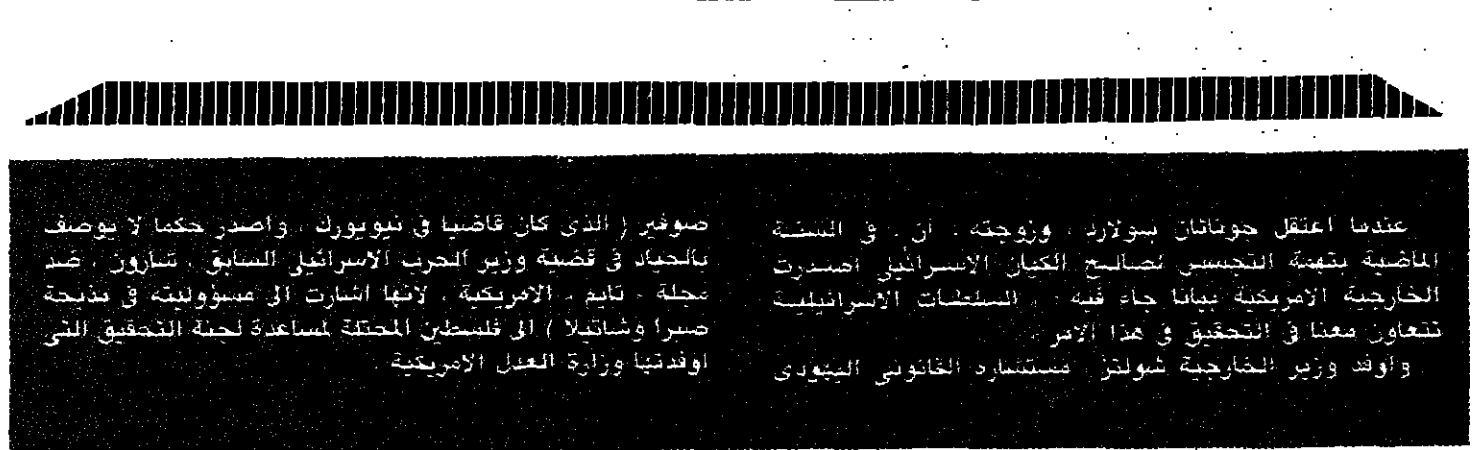 عندما اعتقل جوناثان بولارد ، وزوجته ، آن ، في السنة
الماضية بتهمة التجسس لصالح الكيان الاسرائيلي اصدرت
الخارجية الامريكية بيانا جاء فيه : ، السلطات الاسرائيلية
تتعاون معنا في التحقيق في هذا الامر ،
واوفد وزير الخارجية شولتز ، مستشاره القانوني اليهودى
صوفير ( الذى كان قاضيا في نيويورك ، واصدر حكما لا يوصف
بالحياد في قضية وزير الحرب الاسرائيلي السابق ، شارون ، ضد
مجلة ، تايم ، الامريكية ، لانها اشارت الى مسؤوليته في مذبحة
صبرا وشاتيلا ) الى فلسطين المحتلة لمساعدة لجنة التحقيق التي
اوفدتها وزارة العدل الامريكية .